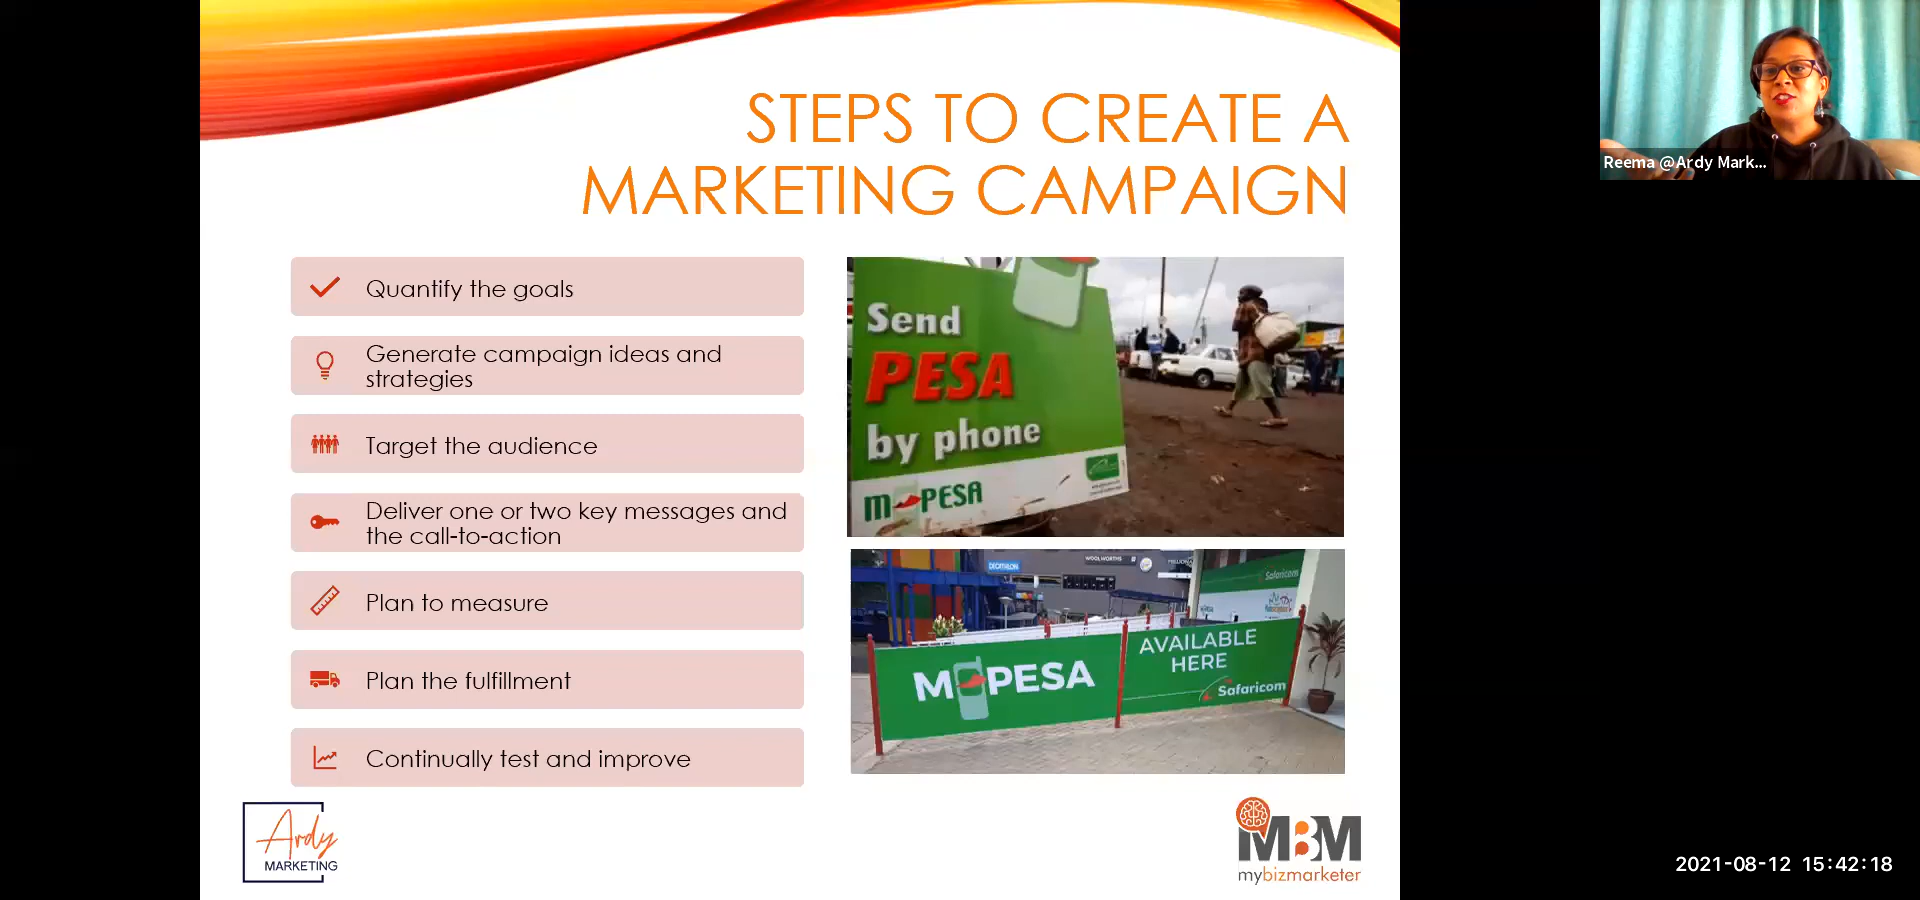 STEPS TO CREATE A
MARKETING CAMPAIGN
Quantify the goals
Generate campaign ideas and
strategies
Target the audience
Deliver one or two key messages and
the call-to-action
Plan to measure
Plan the fulfillment
Continually test and improve
Send
PESA
by phone
m PESA
DECATHLON
WOOLWORTHS
Safaricom
M PESA
AVAILABLE
HERE
Safaricom
Ardy
MARKETING
MBM
mybizmarketer
Reema @Ardy Mark...
2021-08-12 15:42:18